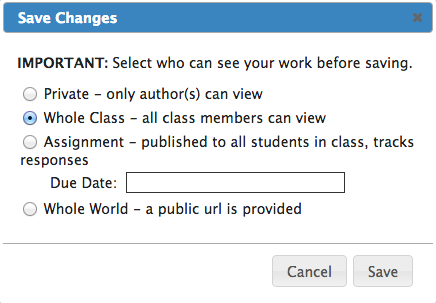 Save Changes
IMPORTANT: Select who can see your work before saving.
Private – only author(s) can view
Whole Class – all class members can view
Assignment – published to all students in class, tracks
responses
Due Date:
Whole World – a public url is provided
Cancel Save